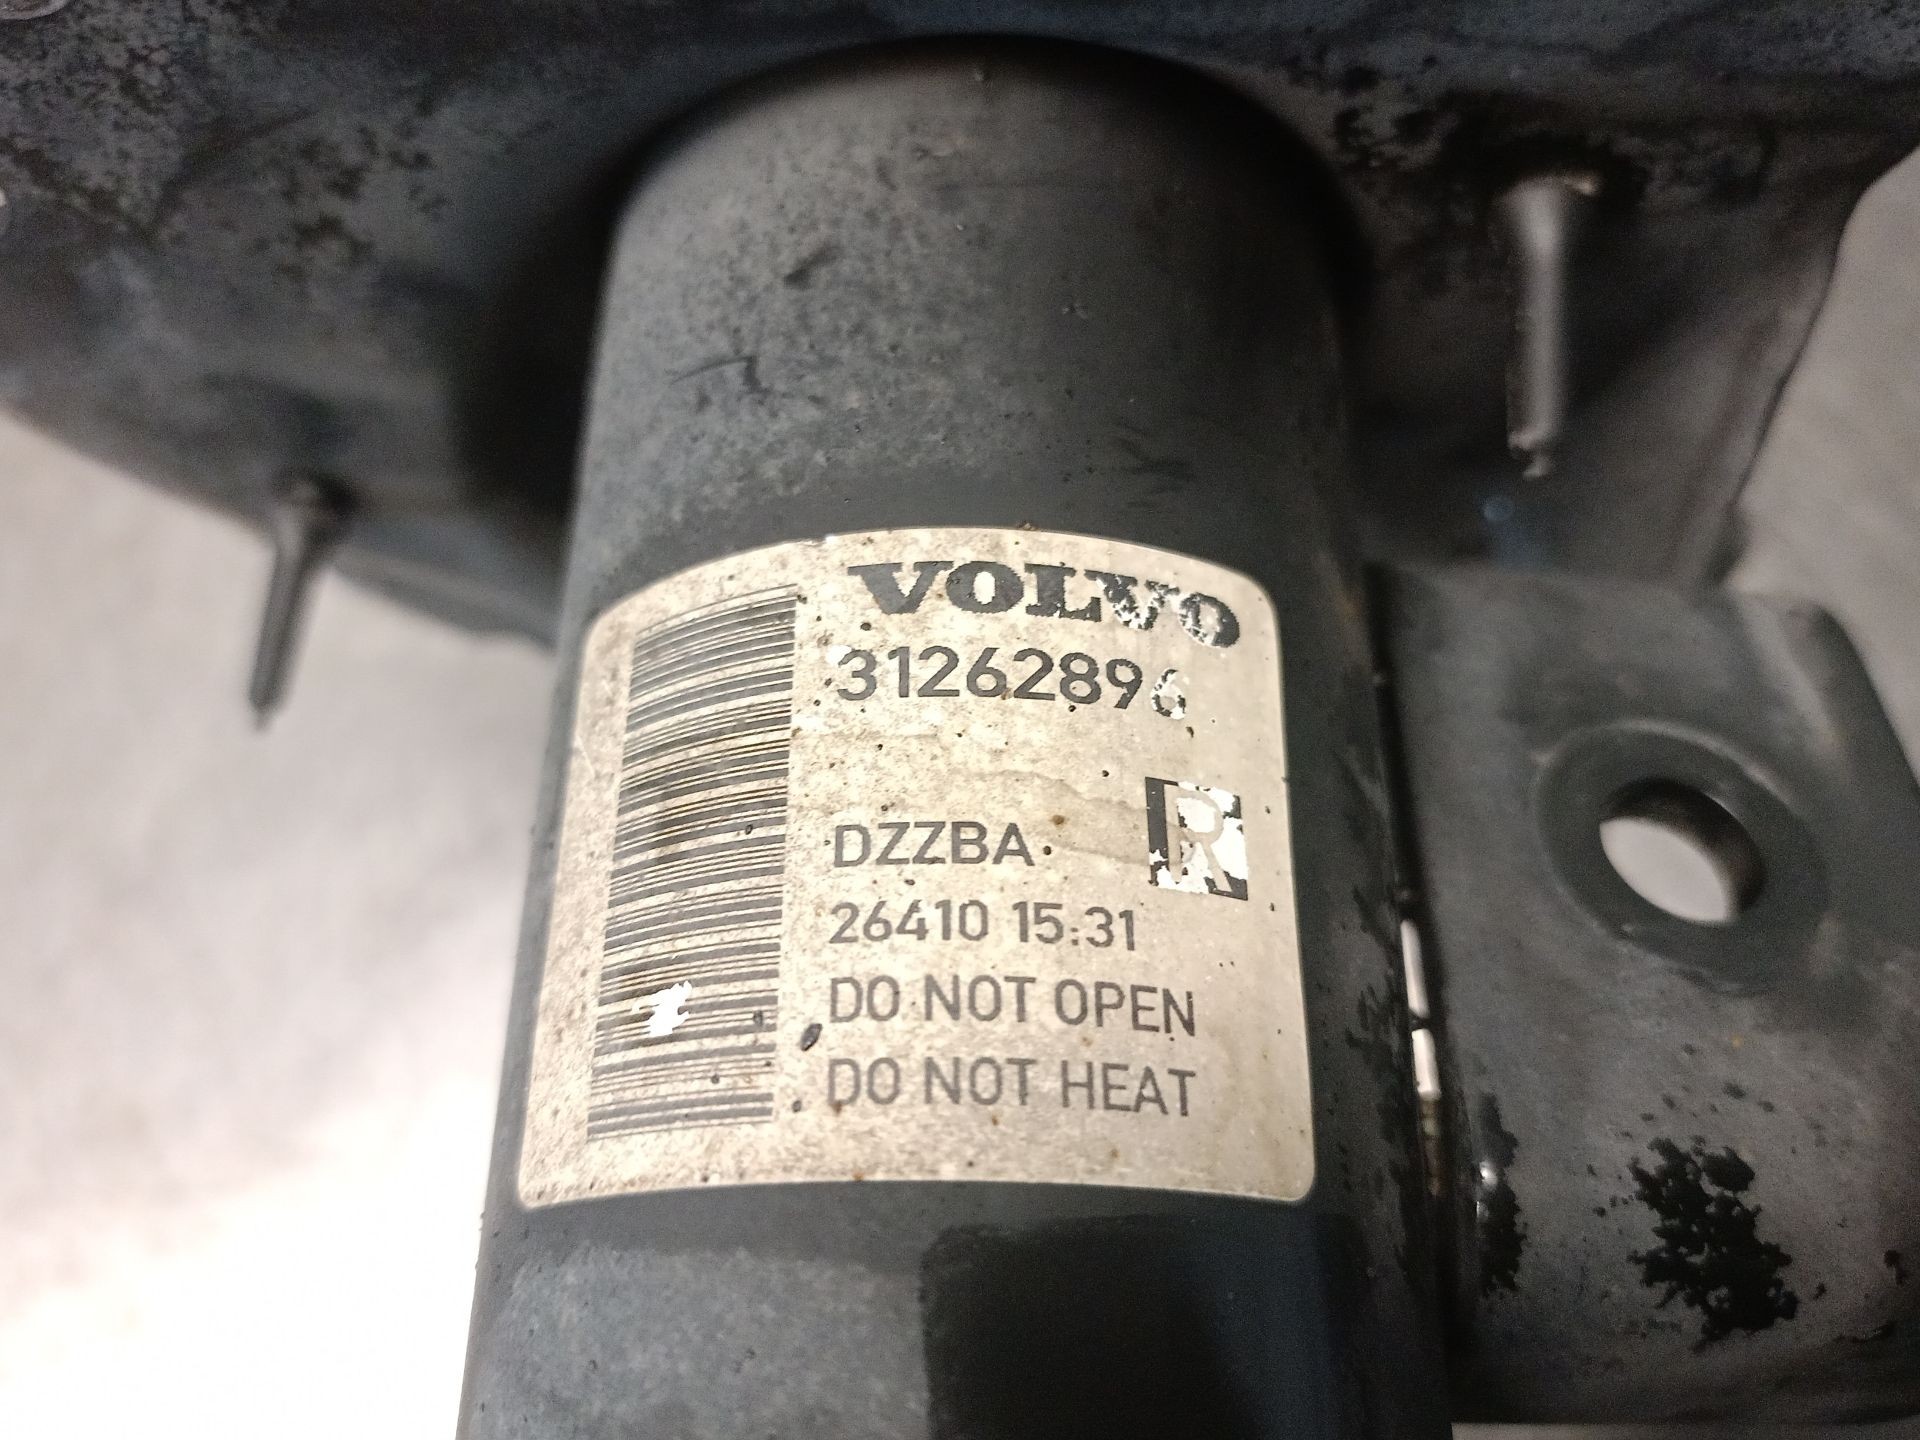 VOLVO
31262896
R
DZZBA
26410 15:31
DO NOT OPEN
DO NOT HEAT